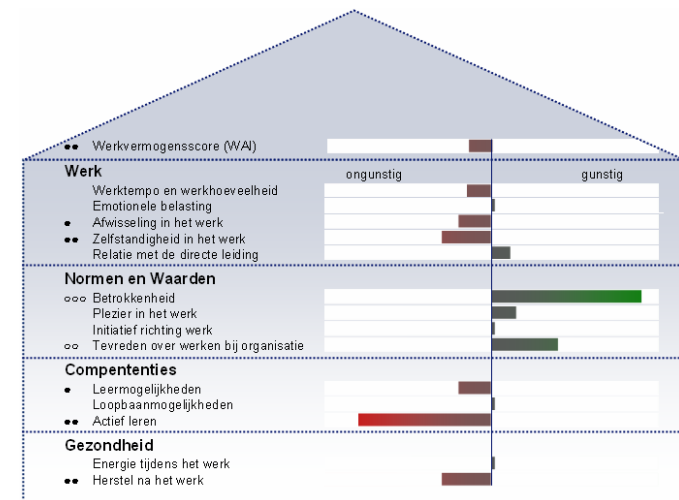 ●● Werkvermogensscore (WAI)
Werk
ongunstig gunstig
Werktempo en werkhoeveelheid
Emotionele belasting
● Afwisseling in het werk
●● Zelfstandigheid in het werk
Relatie met de directe leiding
Normen en Waarden
○○○ Betrokkenheid
Plezier in het werk
Initiatief richting werk
○○ Tevreden over werken bij organisatie
Compententies
● Leermogelijkheden
Loopbaanmogelijkheden
●● Actief leren
Gezondheid
Energie tijdens het werk
●● Herstel na het werk